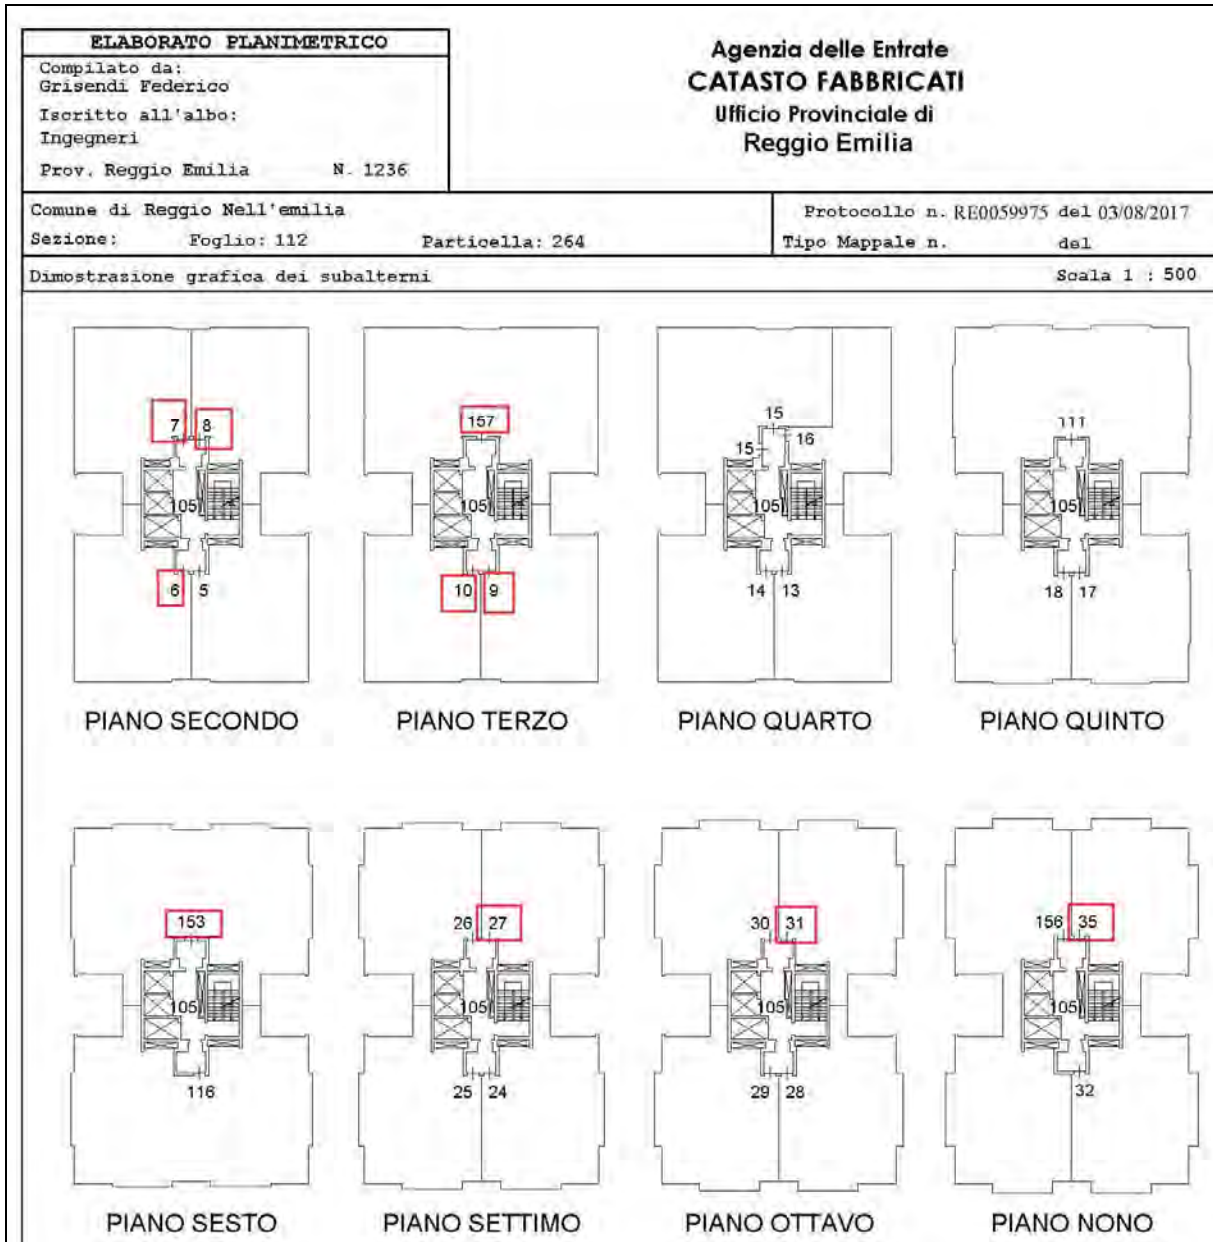 ELABORATO PLANIMETRICO
Compilato da:
Grisendi Federico
Iscritto all'albo:
Ingegneri
Prov. Reggio Emilia N. 1236
Agenzia delle Entrate
CATASTO FABBRICATI
Ufficio Provinciale di
Reggio Emilia
Comune di Reggio Nell'emilia
Sezione: Foglio: 112 Particella: 264
Protocollo n. RE0059975 del 03/08/2017
Tipo Mappale n. del
Dimostrazione grafica dei subalterni
Scala 1 : 500
7 8
105
6 5
PIANO SECONDO
157
105
10 9
PIANO TERZO
15
16
15
105
14 13
PIANO QUARTO
111
105
18 17
PIANO QUINTO
153
105
116
PIANO SESTO
26 27
105
25 24
PIANO SETTIMO
30 31
105
29 28
PIANO OTTAVO
156 35
105
32
PIANO NONO